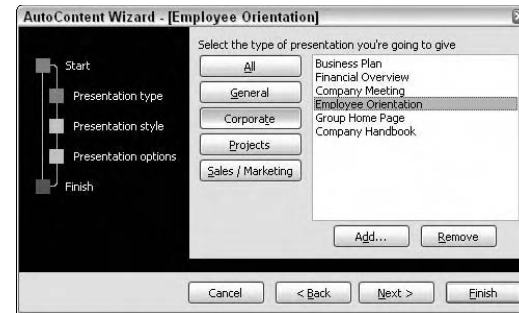 AutoContent Wizard - [Employee Orientation]
Start
Presentation type
Presentation style
Presentation options
Finish
Select the type of presentation you're going to give
All
General
Corporate
Projects
Sales / Marketing
Business Plan
Financial Overview
Company Meeting
Employee Orientation
Group Home Page
Company Handbook
Add...
Remove
Cancel
< Back
Next >
Finish